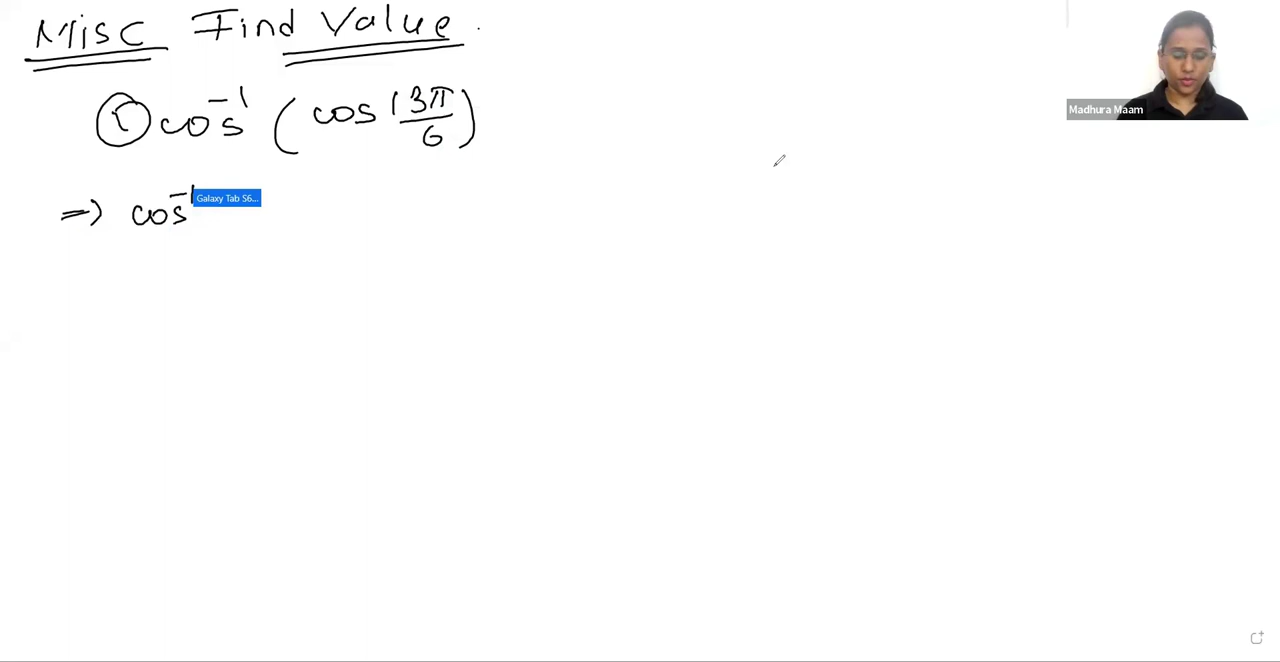 Misc Find Value.
① cos⁻¹ (cos 13π/6)
Madhura Maam
⇒ cos⁻¹
Galaxy Tab S6...